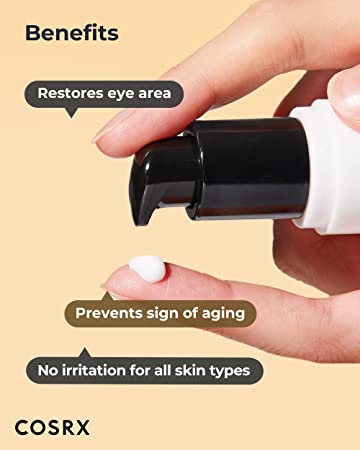 Benefits
Restores eye area
Prevents sign of aging
No irritation for all skin types
COSRX